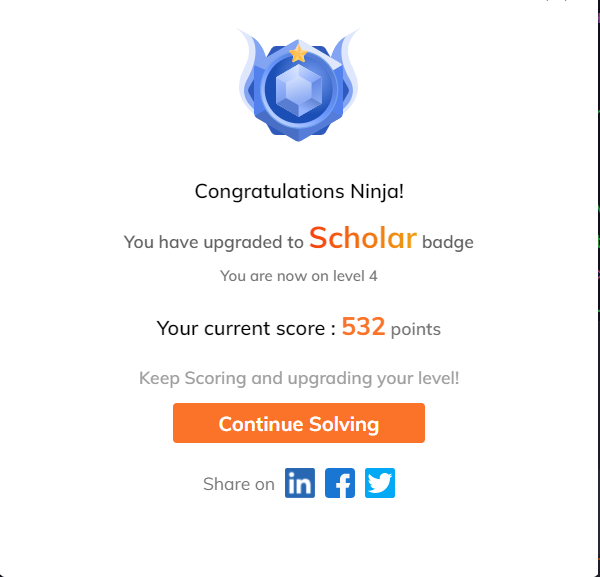 Congratulations Ninja!
You have upgraded to Scholar badge
You are now on level 4
Your current score : 532 points
Keep Scoring and upgrading your level!
Continue Solving
Share on in f